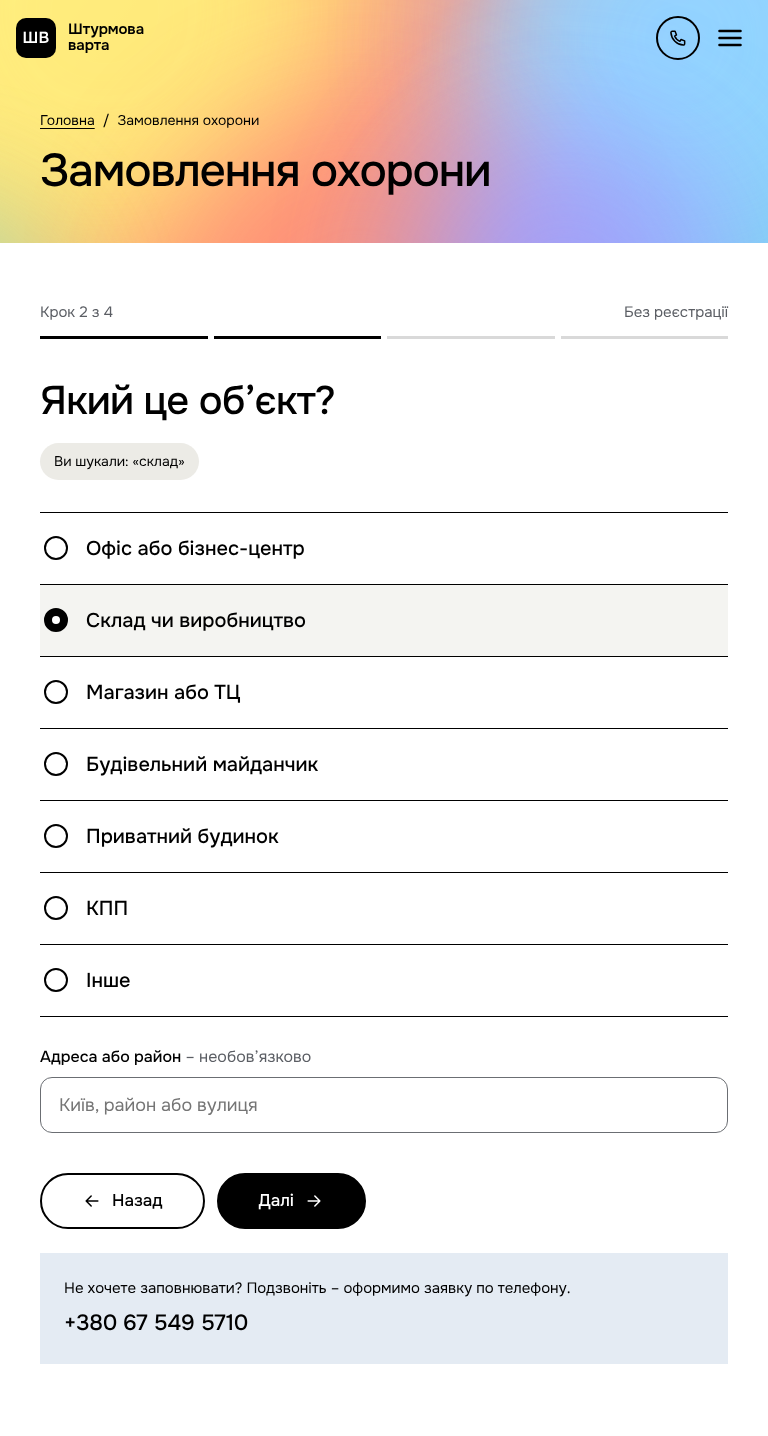 ШВ
Штурмова
варта
Головна / Замовлення охорони
Замовлення охорони
Крок 2 з 4
Без реєстрації
Який це об’єкт?
Ви шукали: «склад»
Офіс або бізнес-центр
Склад чи виробництво
Магазин або ТЦ
Будівельний майданчик
Приватний будинок
КПП
Інше
Адреса або район – необов’язково
Київ, район або вулиця
← Назад
Далі →
Не хочете заповнювати? Подзвоніть – оформимо заявку по телефону.
+380 67 549 5710